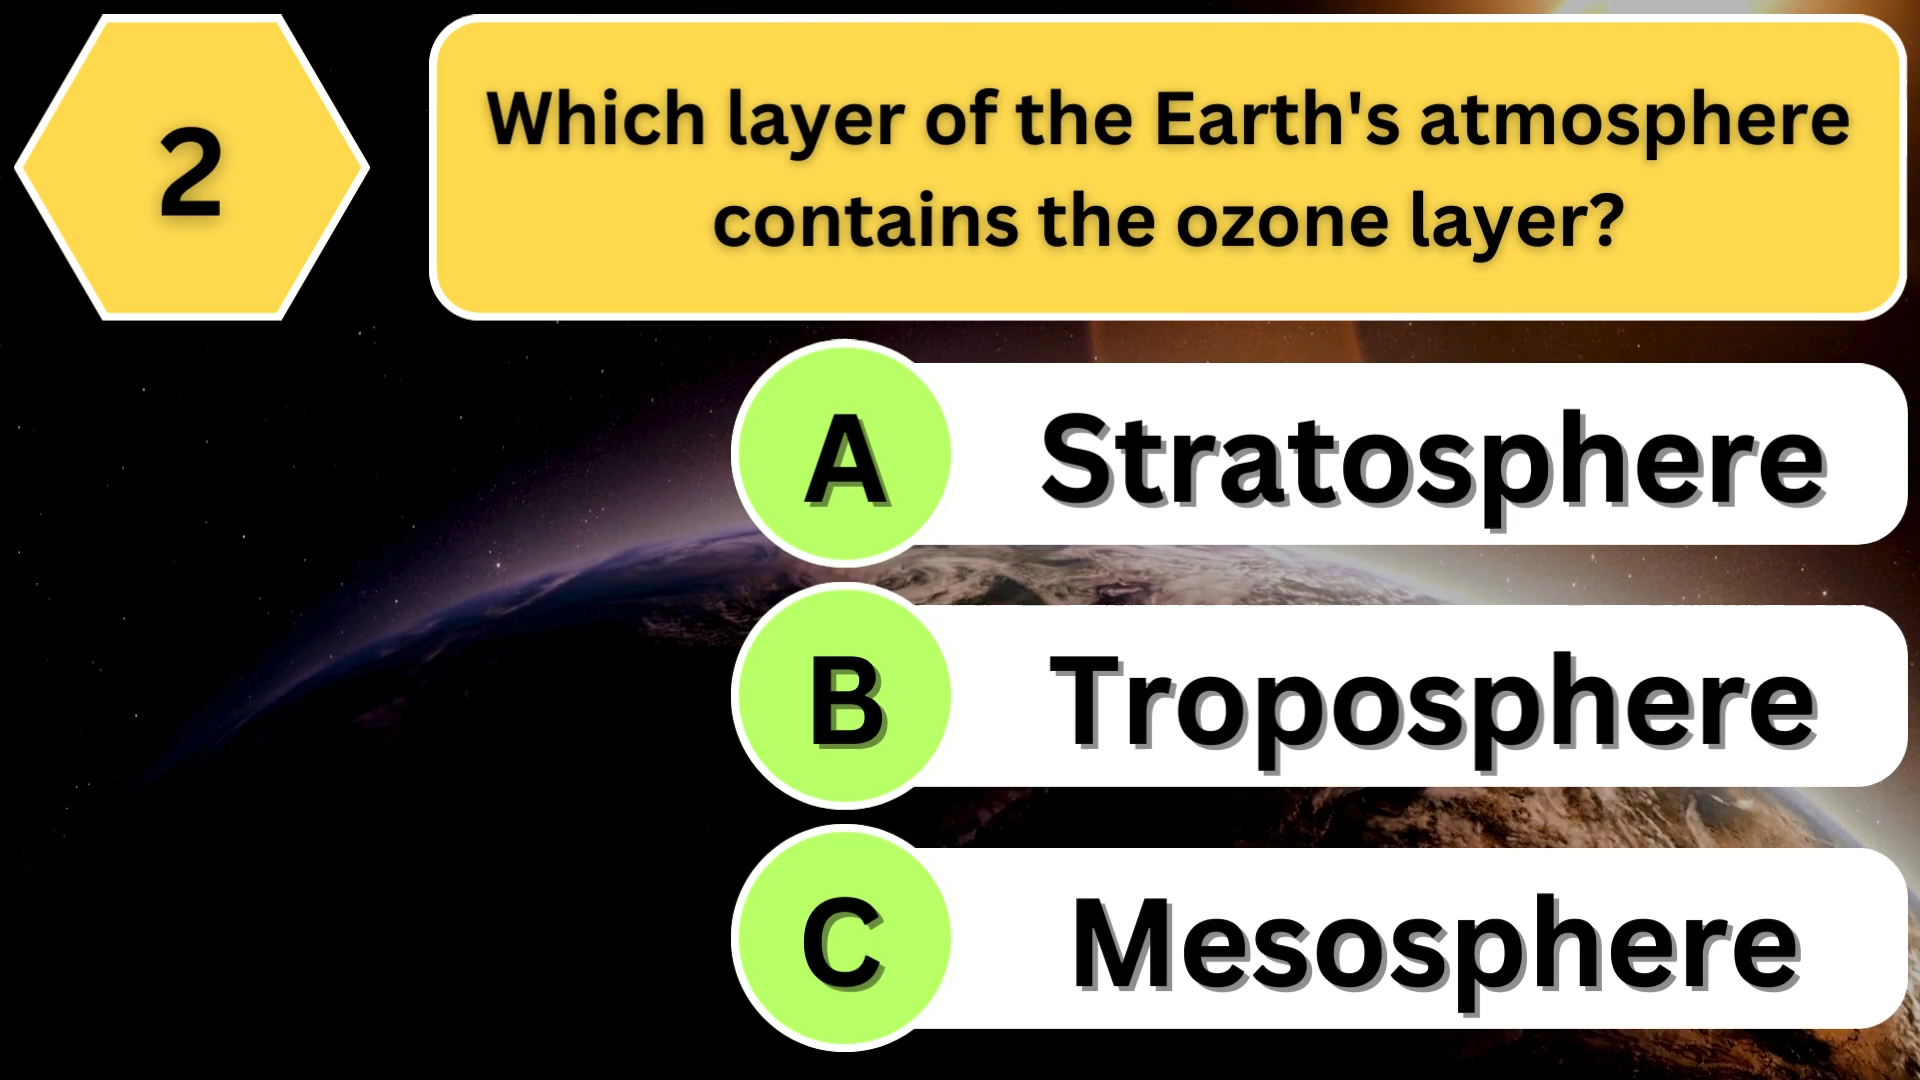 2
Which layer of the Earth's atmosphere
contains the ozone layer?
A Stratosphere
B Troposphere
C Mesosphere